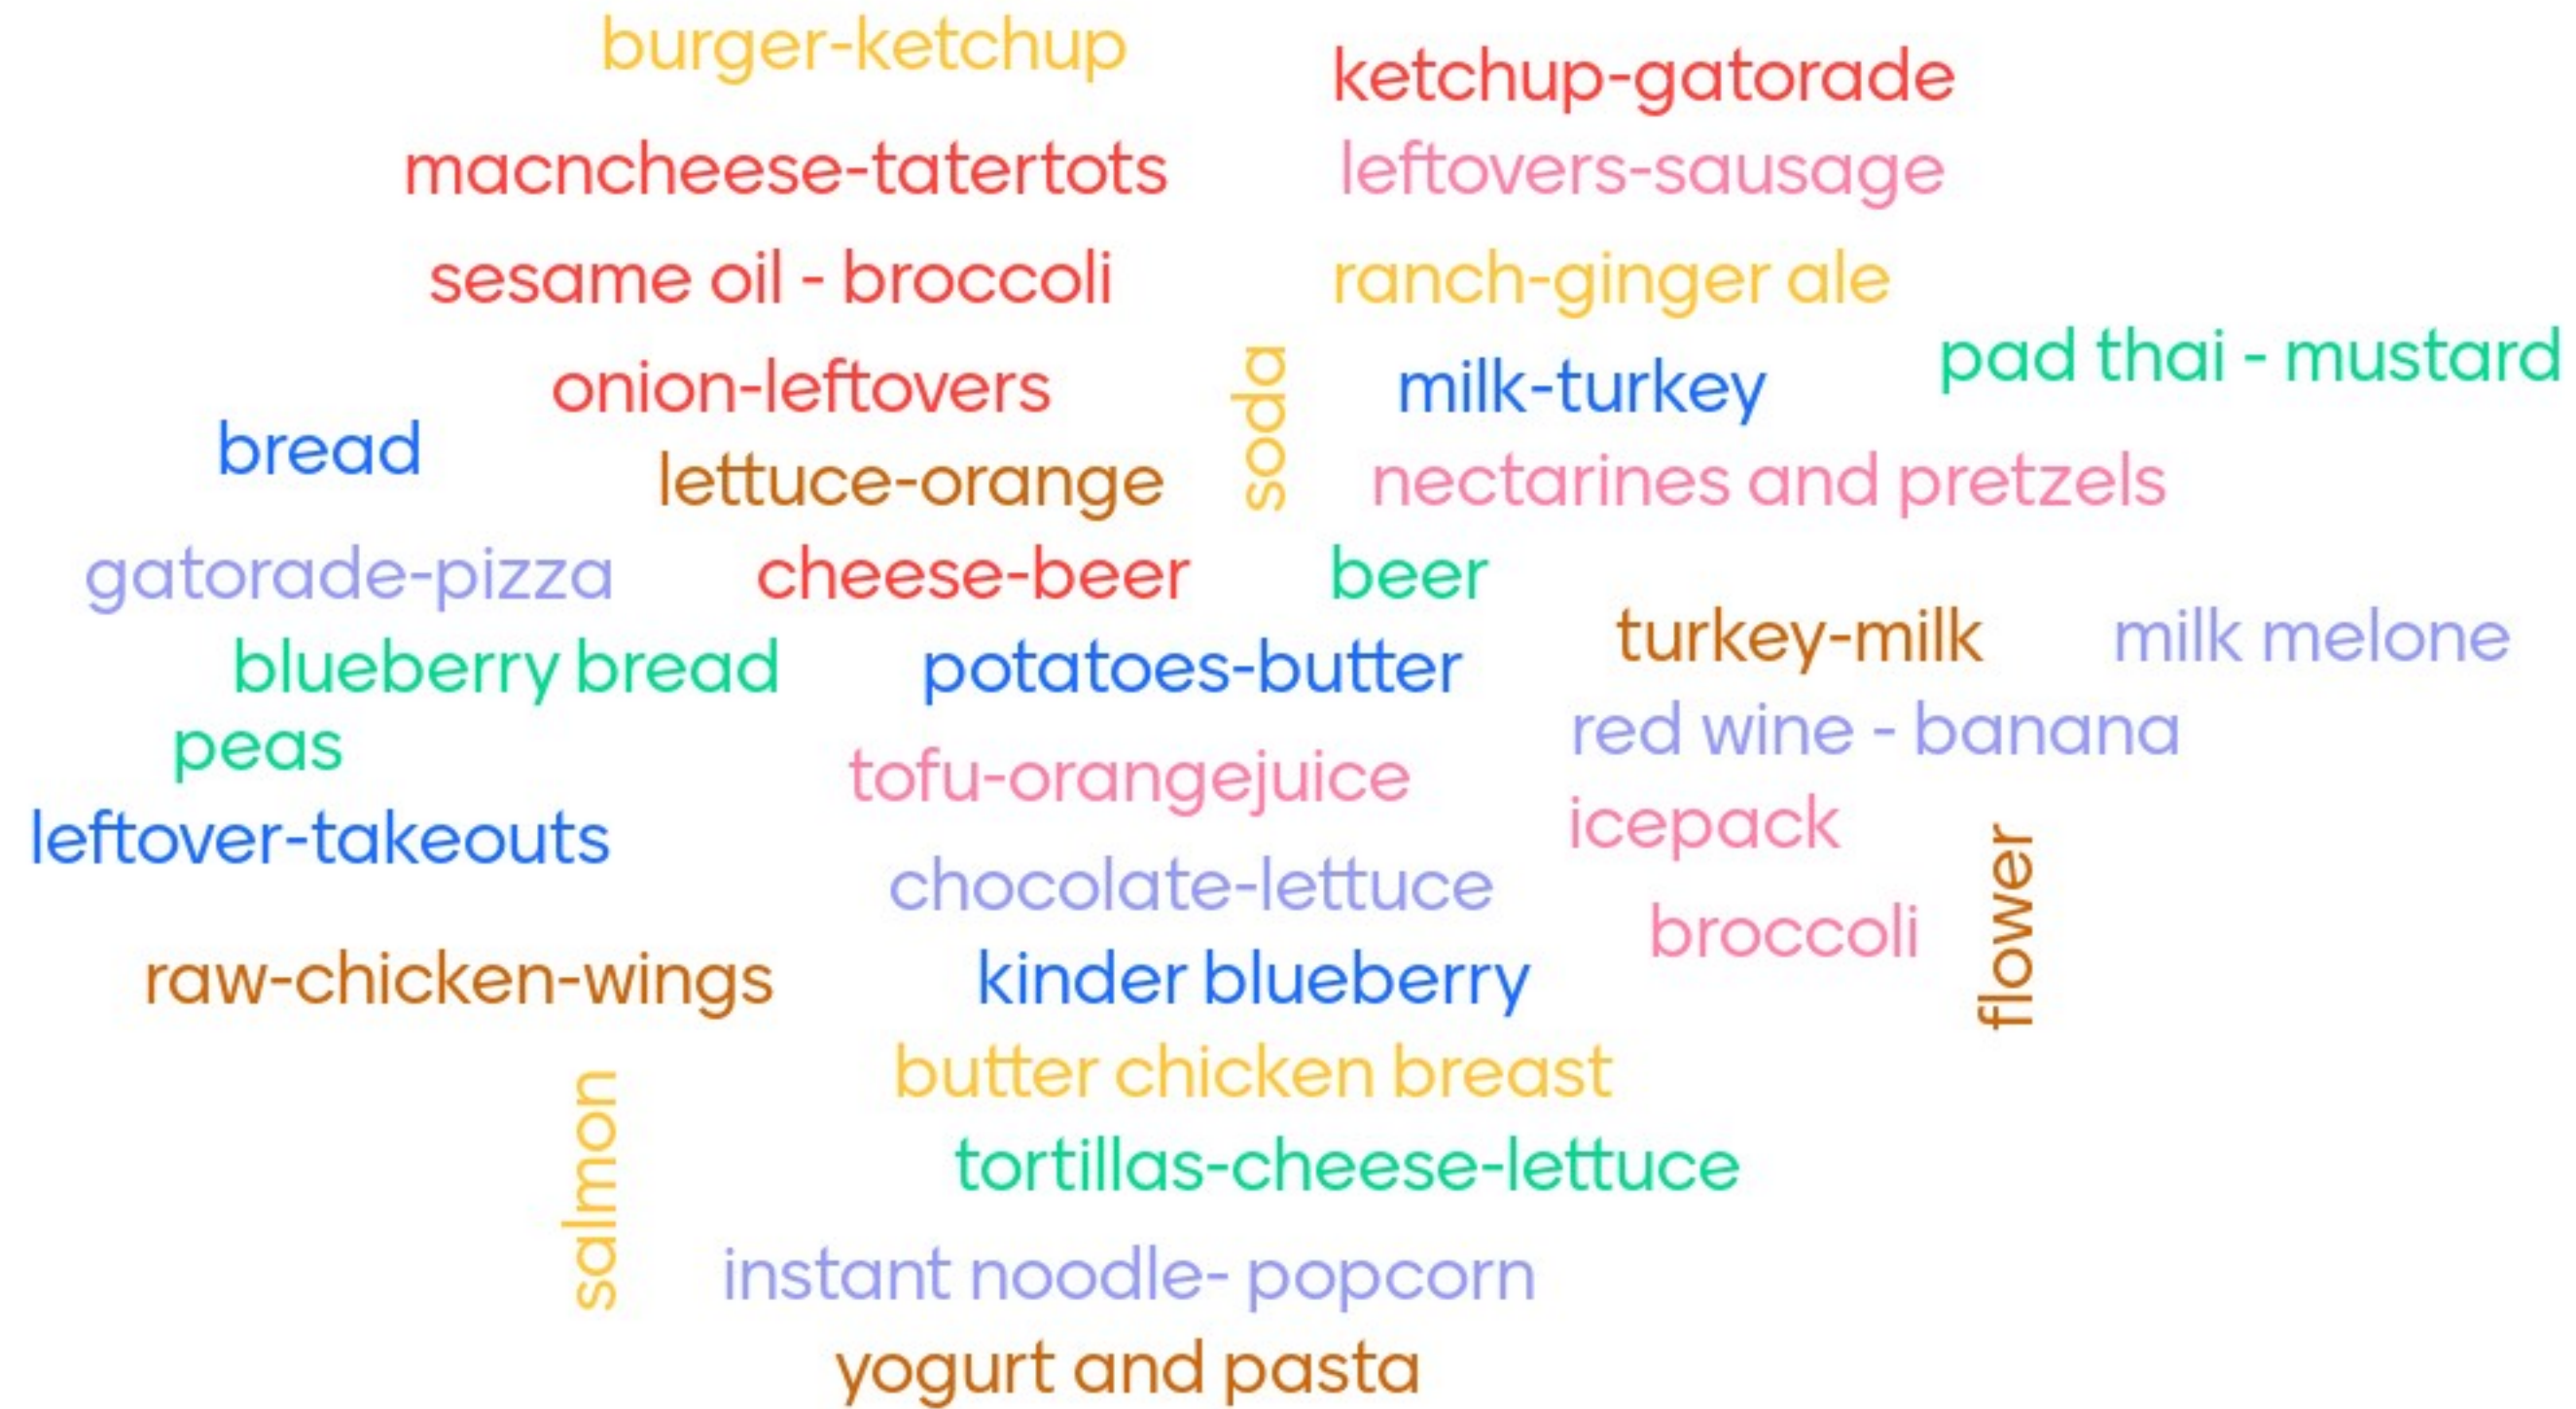 burger-ketchup
ketchup-gatorade
macncheese-tatertots
leftovers-sausage
sesame oil - broccoli
ranch-ginger ale
pad thai - mustard
onion-leftovers
soda
milk-turkey
bread
lettuce-orange
nectarines and pretzels
gatorade-pizza
cheese-beer
beer
turkey-milk
milk melone
blueberry bread
potatoes-butter
red wine - banana
peas
tofu-orangejuice
icepack
leftover-takeouts
chocolate-lettuce
broccoli
flower
raw-chicken-wings
kinder blueberry
butter chicken breast
salmon
tortillas-cheese-lettuce
instant noodle- popcorn
yogurt and pasta